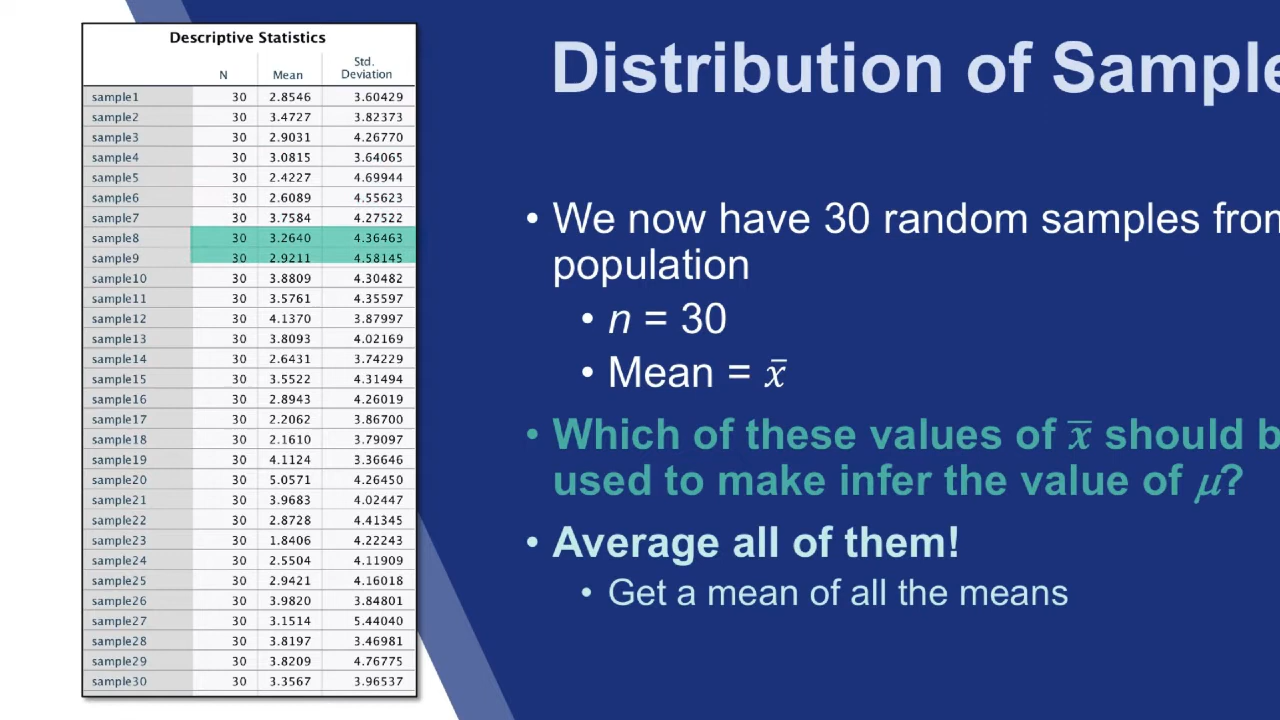 Descriptive Statistics
N Mean Std. Deviation
sample1 30 2.8546 3.60429
sample2 30 3.4727 3.82373
sample3 30 2.9031 4.26770
sample4 30 3.0815 3.64065
sample5 30 2.4227 4.69944
sample6 30 2.6089 4.55623
sample7 30 3.7584 4.27522
sample8 30 3.2640 4.36463
sample9 30 2.9211 4.58145
sample10 30 3.8809 4.30482
sample11 30 3.5761 4.35597
sample12 30 4.1370 3.87997
sample13 30 3.8093 4.02169
sample14 30 2.6431 3.74229
sample15 30 3.5522 4.31494
sample16 30 2.8943 4.26019
sample17 30 2.2062 3.86700
sample18 30 2.1610 3.79097
sample19 30 4.1124 3.36646
sample20 30 5.0571 4.26450
sample21 30 3.9683 4.02447
sample22 30 2.8728 4.41345
sample23 30 1.8406 4.22243
sample24 30 2.5504 4.11909
sample25 30 2.9421 4.16018
sample26 30 3.9820 3.84801
sample27 30 3.1514 5.44040
sample28 30 3.8197 3.46981
sample29 30 3.8209 4.76775
sample30 30 3.3567 3.96537
Distribution of Sample
• We now have 30 random samples from
population
• n = 30
• Mean = x̅
• Which of these values of x̅ should b
used to make infer the value of μ?
• Average all of them!
• Get a mean of all the means